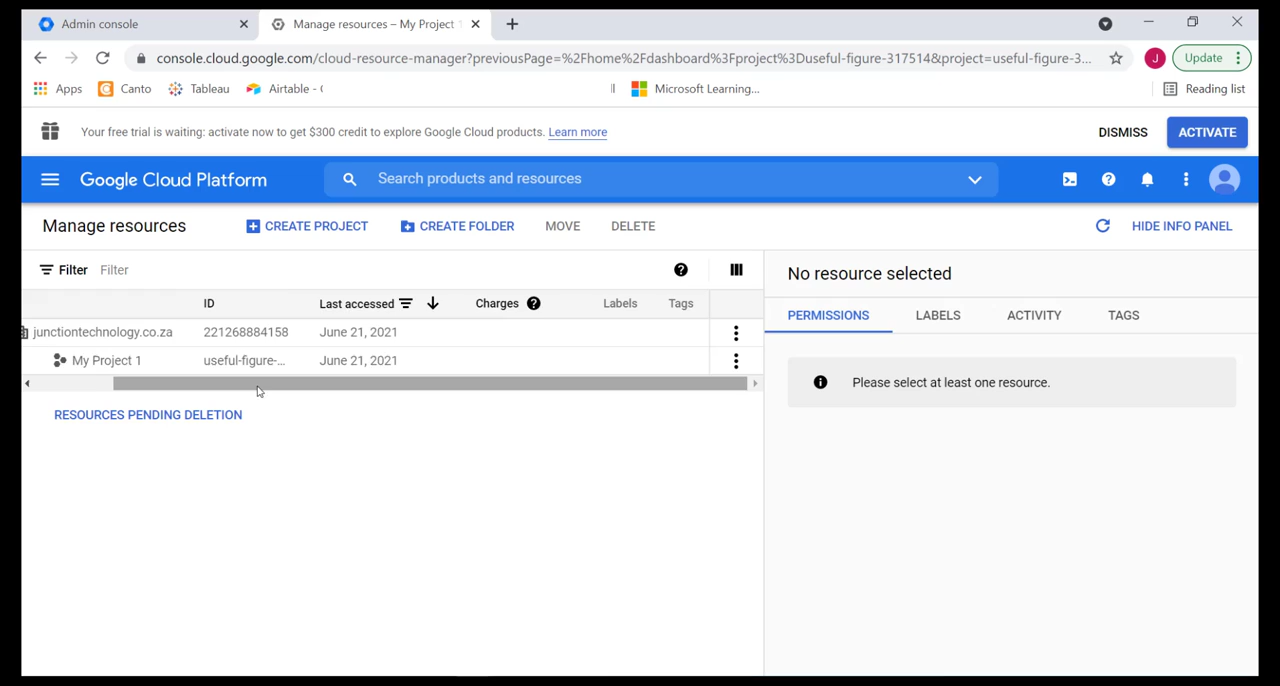 Admin console
Manage resources – My Project 1
console.cloud.google.com/cloud-resource-manager?previousPage=%2Fhome%2Fdashboard%3Fproject%3Duseful-figure-317514&project=useful-figure-3...
J
Update
Apps
Canto
Tableau
Airtable - (
Microsoft Learning...
Reading list
Your free trial is waiting: activate now to get $300 credit to explore Google Cloud products. Learn more
DISMISS
ACTIVATE
Google Cloud Platform
Search products and resources
Manage resources
CREATE PROJECT
CREATE FOLDER
MOVE
DELETE
HIDE INFO PANEL
Filter Filter
ID
Last accessed
Charges
Labels
Tags
junctiontechnology.co.za 221268884158 June 21, 2021
My Project 1 useful-figure-... June 21, 2021
RESOURCES PENDING DELETION
No resource selected
PERMISSIONS
LABELS
ACTIVITY
TAGS
Please select at least one resource.